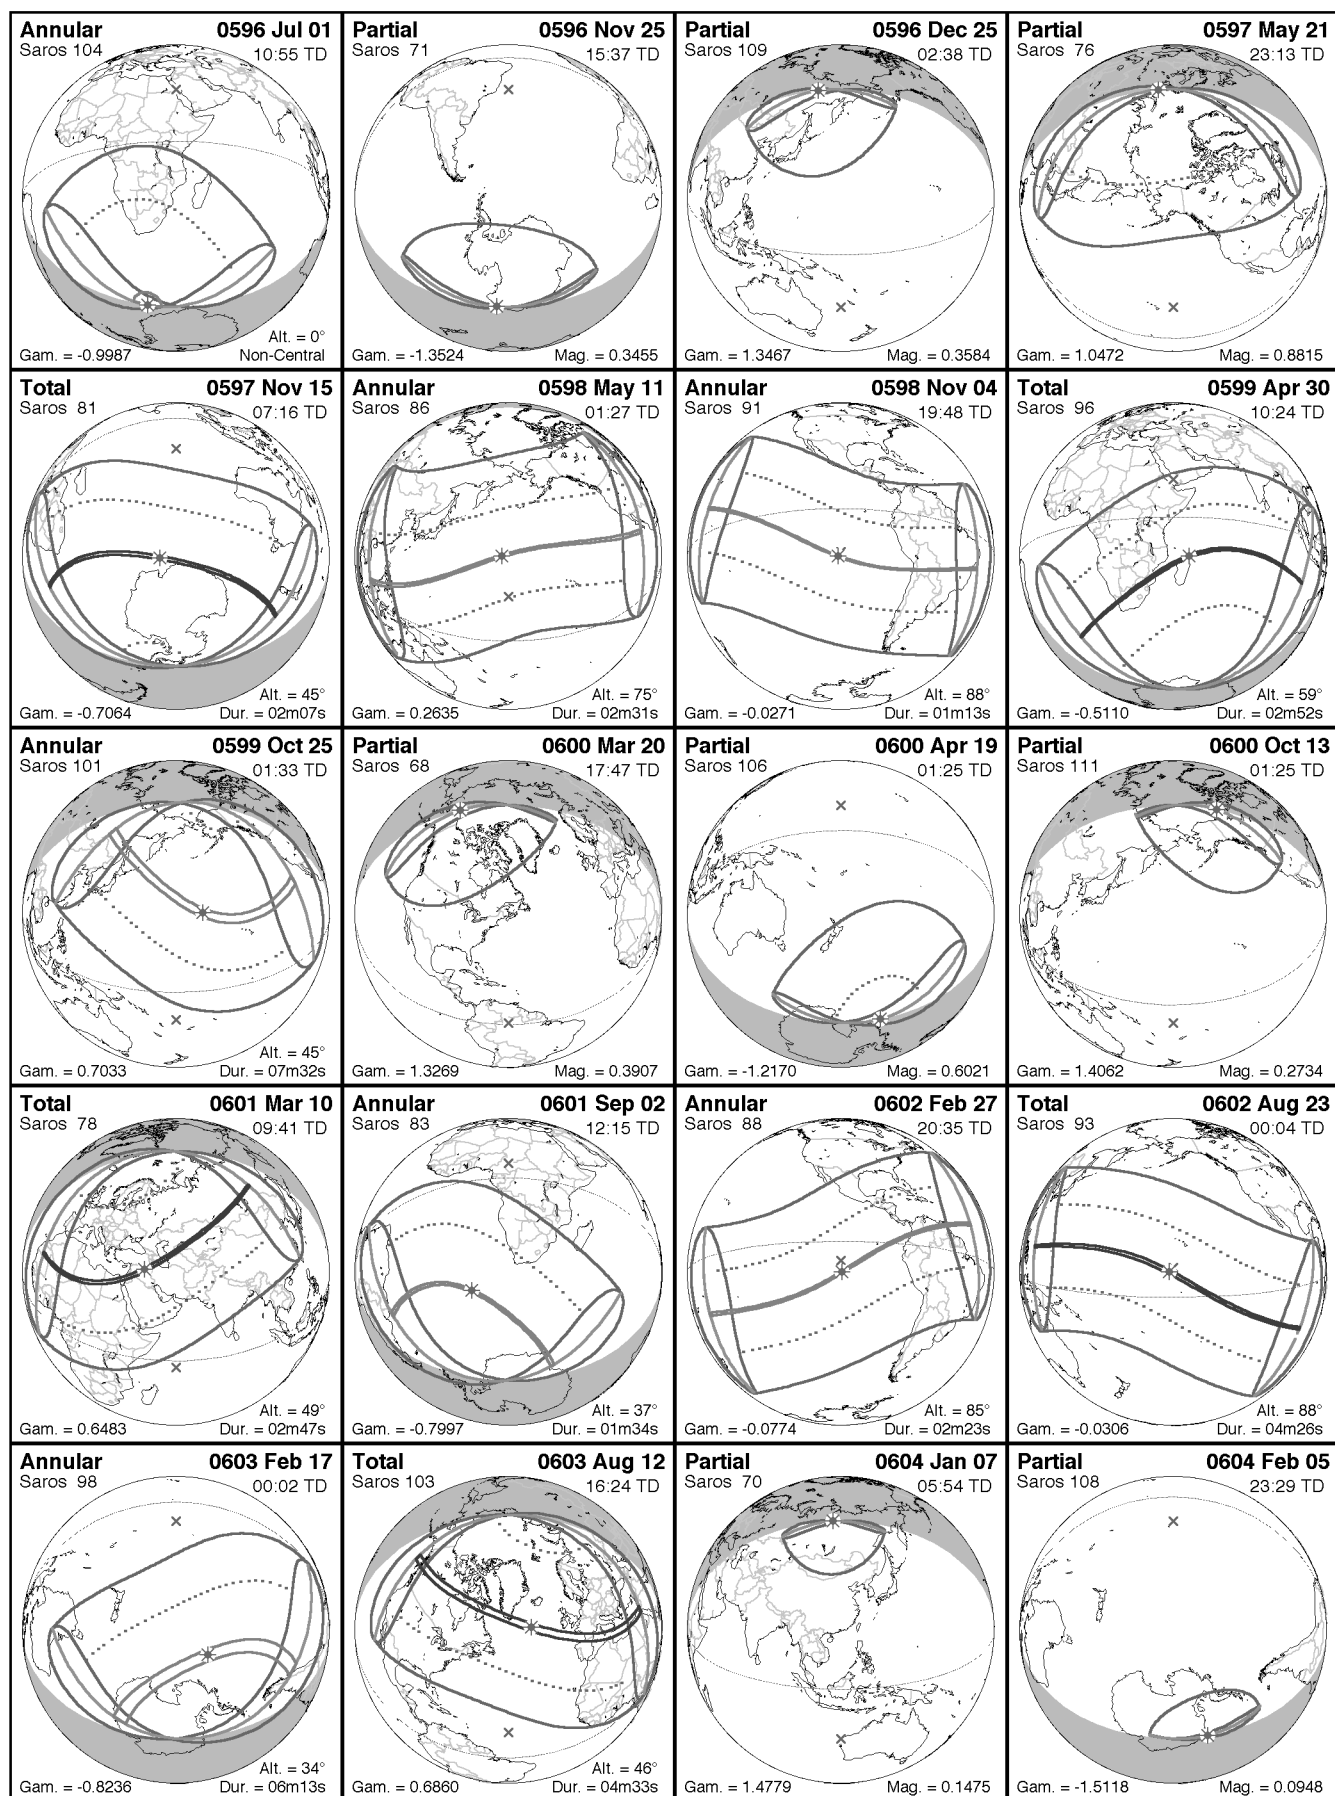 Annular 0596 Jul 01
Saros 104 10:55 TD
Alt. = 0°
Gam. = -0.9987 Non-Central
Partial 0596 Nov 25
Saros 71 15:37 TD
Gam. = -1.3524 Mag. = 0.3455
Partial 0596 Dec 25
Saros 109 02:38 TD
Gam. = 1.3467 Mag. = 0.3584
Partial 0597 May 21
Saros 76 23:13 TD
Gam. = 1.0472 Mag. = 0.8815
Total 0597 Nov 15
Saros 81 07:16 TD
Alt. = 45°
Gam. = -0.7064 Dur. = 02m07s
Annular 0598 May 11
Saros 86 01:27 TD
Alt. = 75°
Gam. = 0.2635 Dur. = 02m31s
Annular 0598 Nov 04
Saros 91 19:48 TD
Alt. = 88°
Gam. = -0.0271 Dur. = 01m13s
Total 0599 Apr 30
Saros 96 10:24 TD
Alt. = 59°
Gam. = -0.5110 Dur. = 02m52s
Annular 0599 Oct 25
Saros 101 01:33 TD
Alt. = 45°
Gam. = 0.7033 Dur. = 07m32s
Partial 0600 Mar 20
Saros 68 17:47 TD
Gam. = 1.3269 Mag. = 0.3907
Partial 0600 Apr 19
Saros 106 01:25 TD
Gam. = -1.2170 Mag. = 0.6021
Partial 0600 Oct 13
Saros 111 01:25 TD
Gam. = 1.4062 Mag. = 0.2734
Total 0601 Mar 10
Saros 78 09:41 TD
Alt. = 49°
Gam. = 0.6483 Dur. = 02m47s
Annular 0601 Sep 02
Saros 83 12:15 TD
Alt. = 37°
Gam. = -0.7997 Dur. = 01m34s
Annular 0602 Feb 27
Saros 88 20:35 TD
Alt. = 85°
Gam. = -0.0774 Dur. = 02m23s
Total 0602 Aug 23
Saros 93 00:04 TD
Alt. = 88°
Gam. = -0.0306 Dur. = 04m26s
Annular 0603 Feb 17
Saros 98 00:02 TD
Alt. = 34°
Gam. = -0.8236 Dur. = 06m13s
Total 0603 Aug 12
Saros 103 16:24 TD
Alt. = 46°
Gam. = 0.6860 Dur. = 04m33s
Partial 0604 Jan 07
Saros 70 05:54 TD
Gam. = 1.4779 Mag. = 0.1475
Partial 0604 Feb 05
Saros 108 23:29 TD
Gam. = -1.5118 Mag. = 0.0948